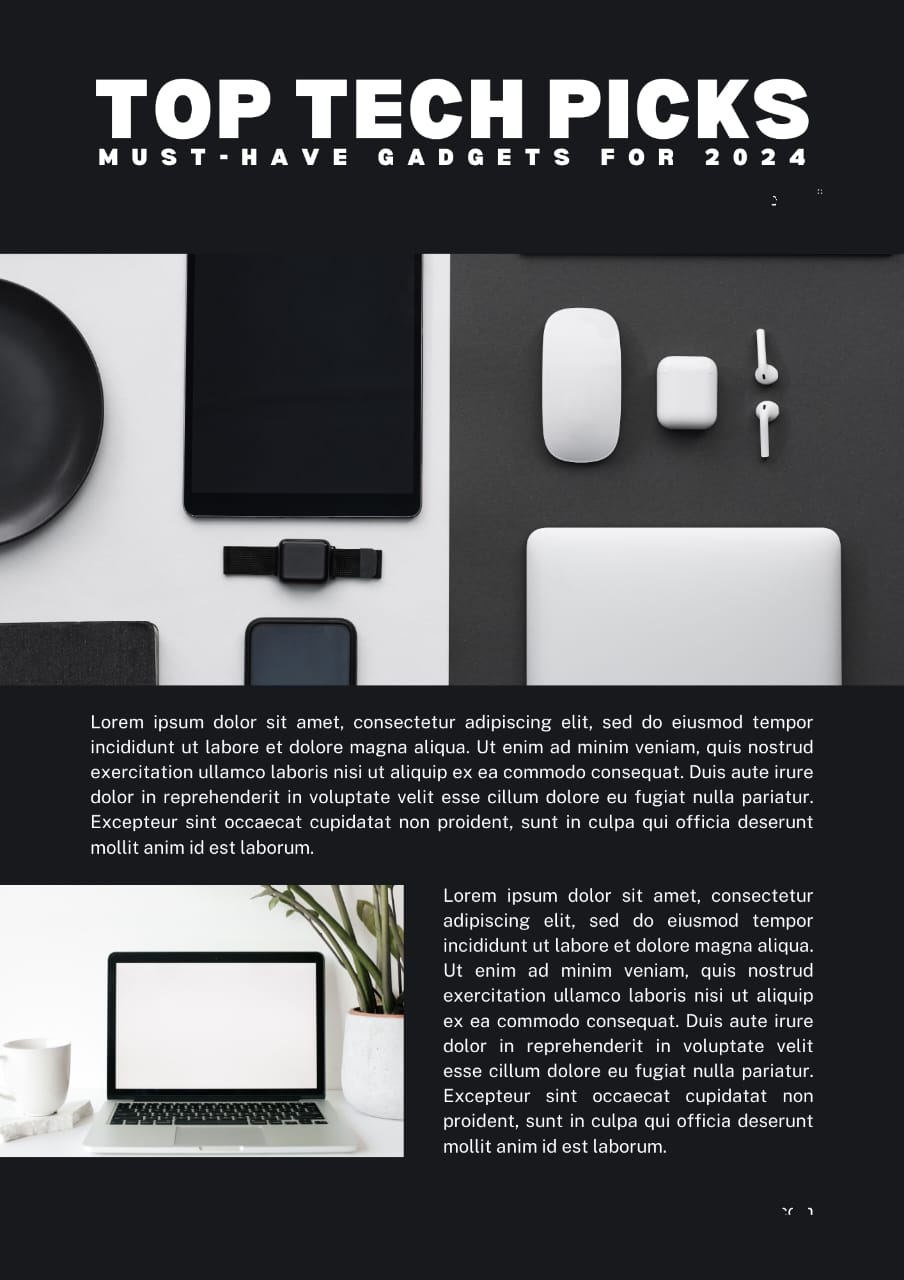 TOP TECH PICKS
MUST-HAVE GADGETS FOR 2024
Lorem ipsum dolor sit amet, consectetur adipiscing elit, sed do eiusmod tempor
incididunt ut labore et dolore magna aliqua. Ut enim ad minim veniam, quis nostrud
exercitation ullamco laboris nisi ut aliquip ex ea commodo consequat. Duis aute irure
dolor in reprehenderit in voluptate velit esse cillum dolore eu fugiat nulla pariatur.
Excepteur sint occaecat cupidatat non proident, sunt in culpa qui officia deserunt
mollit anim id est laborum.
Lorem ipsum dolor sit amet, consectetur
adipiscing elit, sed do eiusmod tempor
incididunt ut labore et dolore magna aliqua.
Ut enim ad minim veniam, quis nostrud
exercitation ullamco laboris nisi ut aliquip
ex ea commodo consequat. Duis aute irure
dolor in reprehenderit in voluptate velit
esse cillum dolore eu fugiat nulla pariatur.
Excepteur sint occaecat cupidatat non
proident, sunt in culpa qui officia deserunt
mollit anim id est laborum.